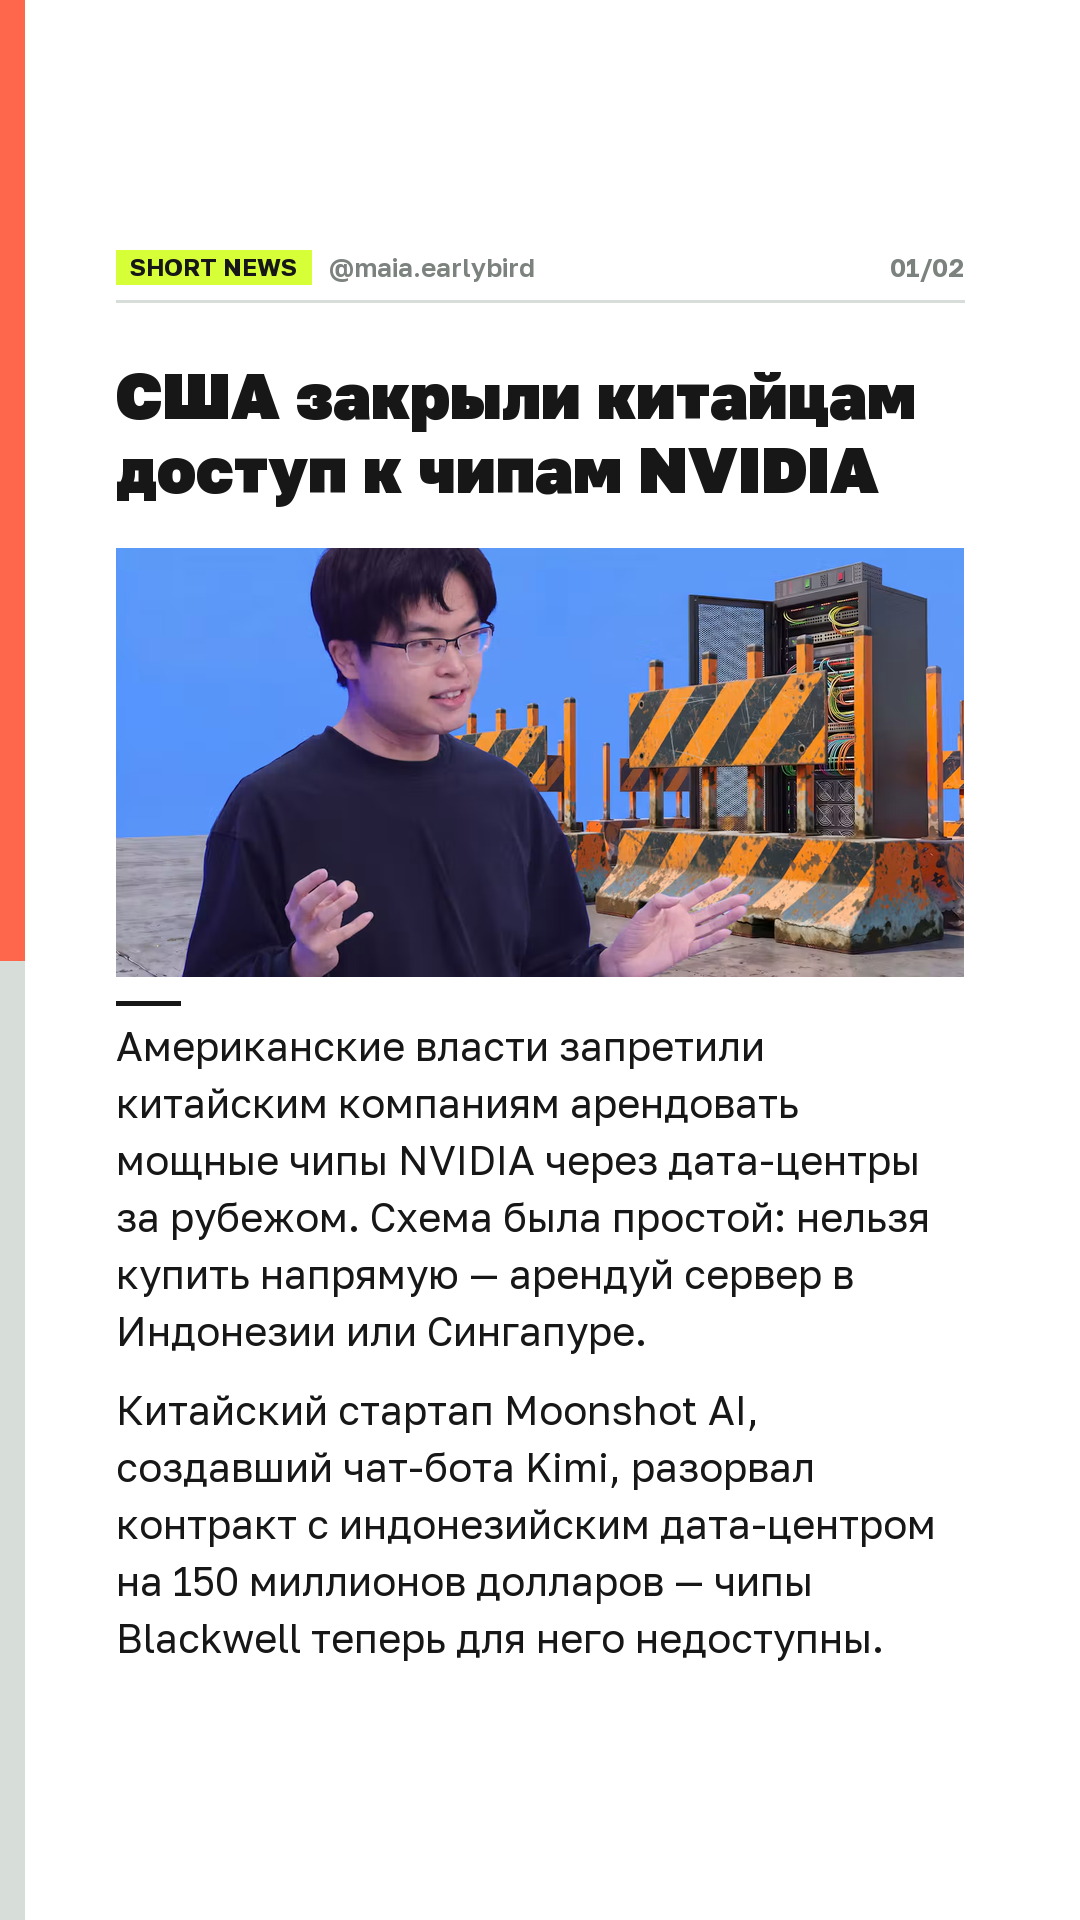 SHORT NEWS @maia.earlybird 01/02
США закрыли китайцам
доступ к чипам NVIDIA
Американские власти запретили
китайским компаниям арендовать
мощные чипы NVIDIA через дата-центры
за рубежом. Схема была простой: нельзя
купить напрямую — арендуй сервер в
Индонезии или Сингапуре.
Китайский стартап Moonshot AI,
создавший чат-бота Kimi, разорвал
контракт с индонезийским дата-центром
на 150 миллионов долларов — чипы
Blackwell теперь для него недоступны.